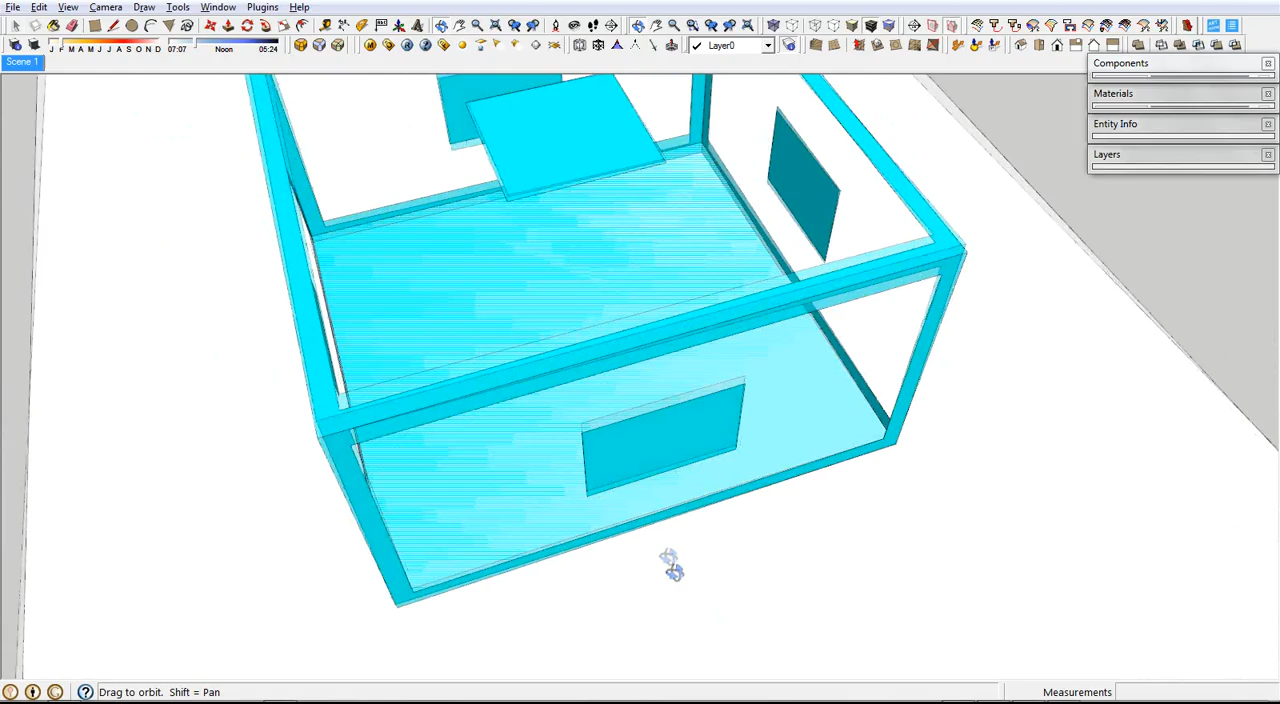 File Edit View Camera Draw Tools Window Plugins Help
J F M A M J J A S O N D 07:07 Noon 05:24
Layer0
Scene 1
Components
Materials
Entity Info
Layers
Drag to orbit. Shift = Pan
Measurements